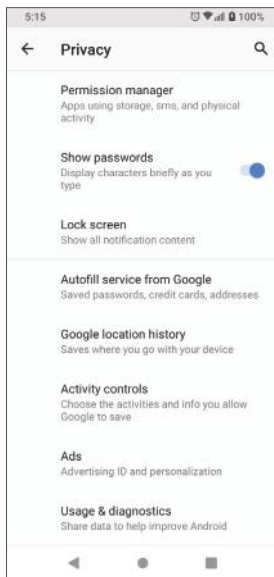 5:15 100%
Privacy
Permission manager
Apps using storage, sms, and physical
activity
Show passwords
Display characters briefly as you
type
Lock screen
Show all notification content
Autofill service from Google
Saved passwords, credit cards, addresses
Google location history
Saves where you go with your device
Activity controls
Choose the activities and info you allow
Google to save
Ads
Advertising ID and personalization
Usage & diagnostics
Share data to help improve Android